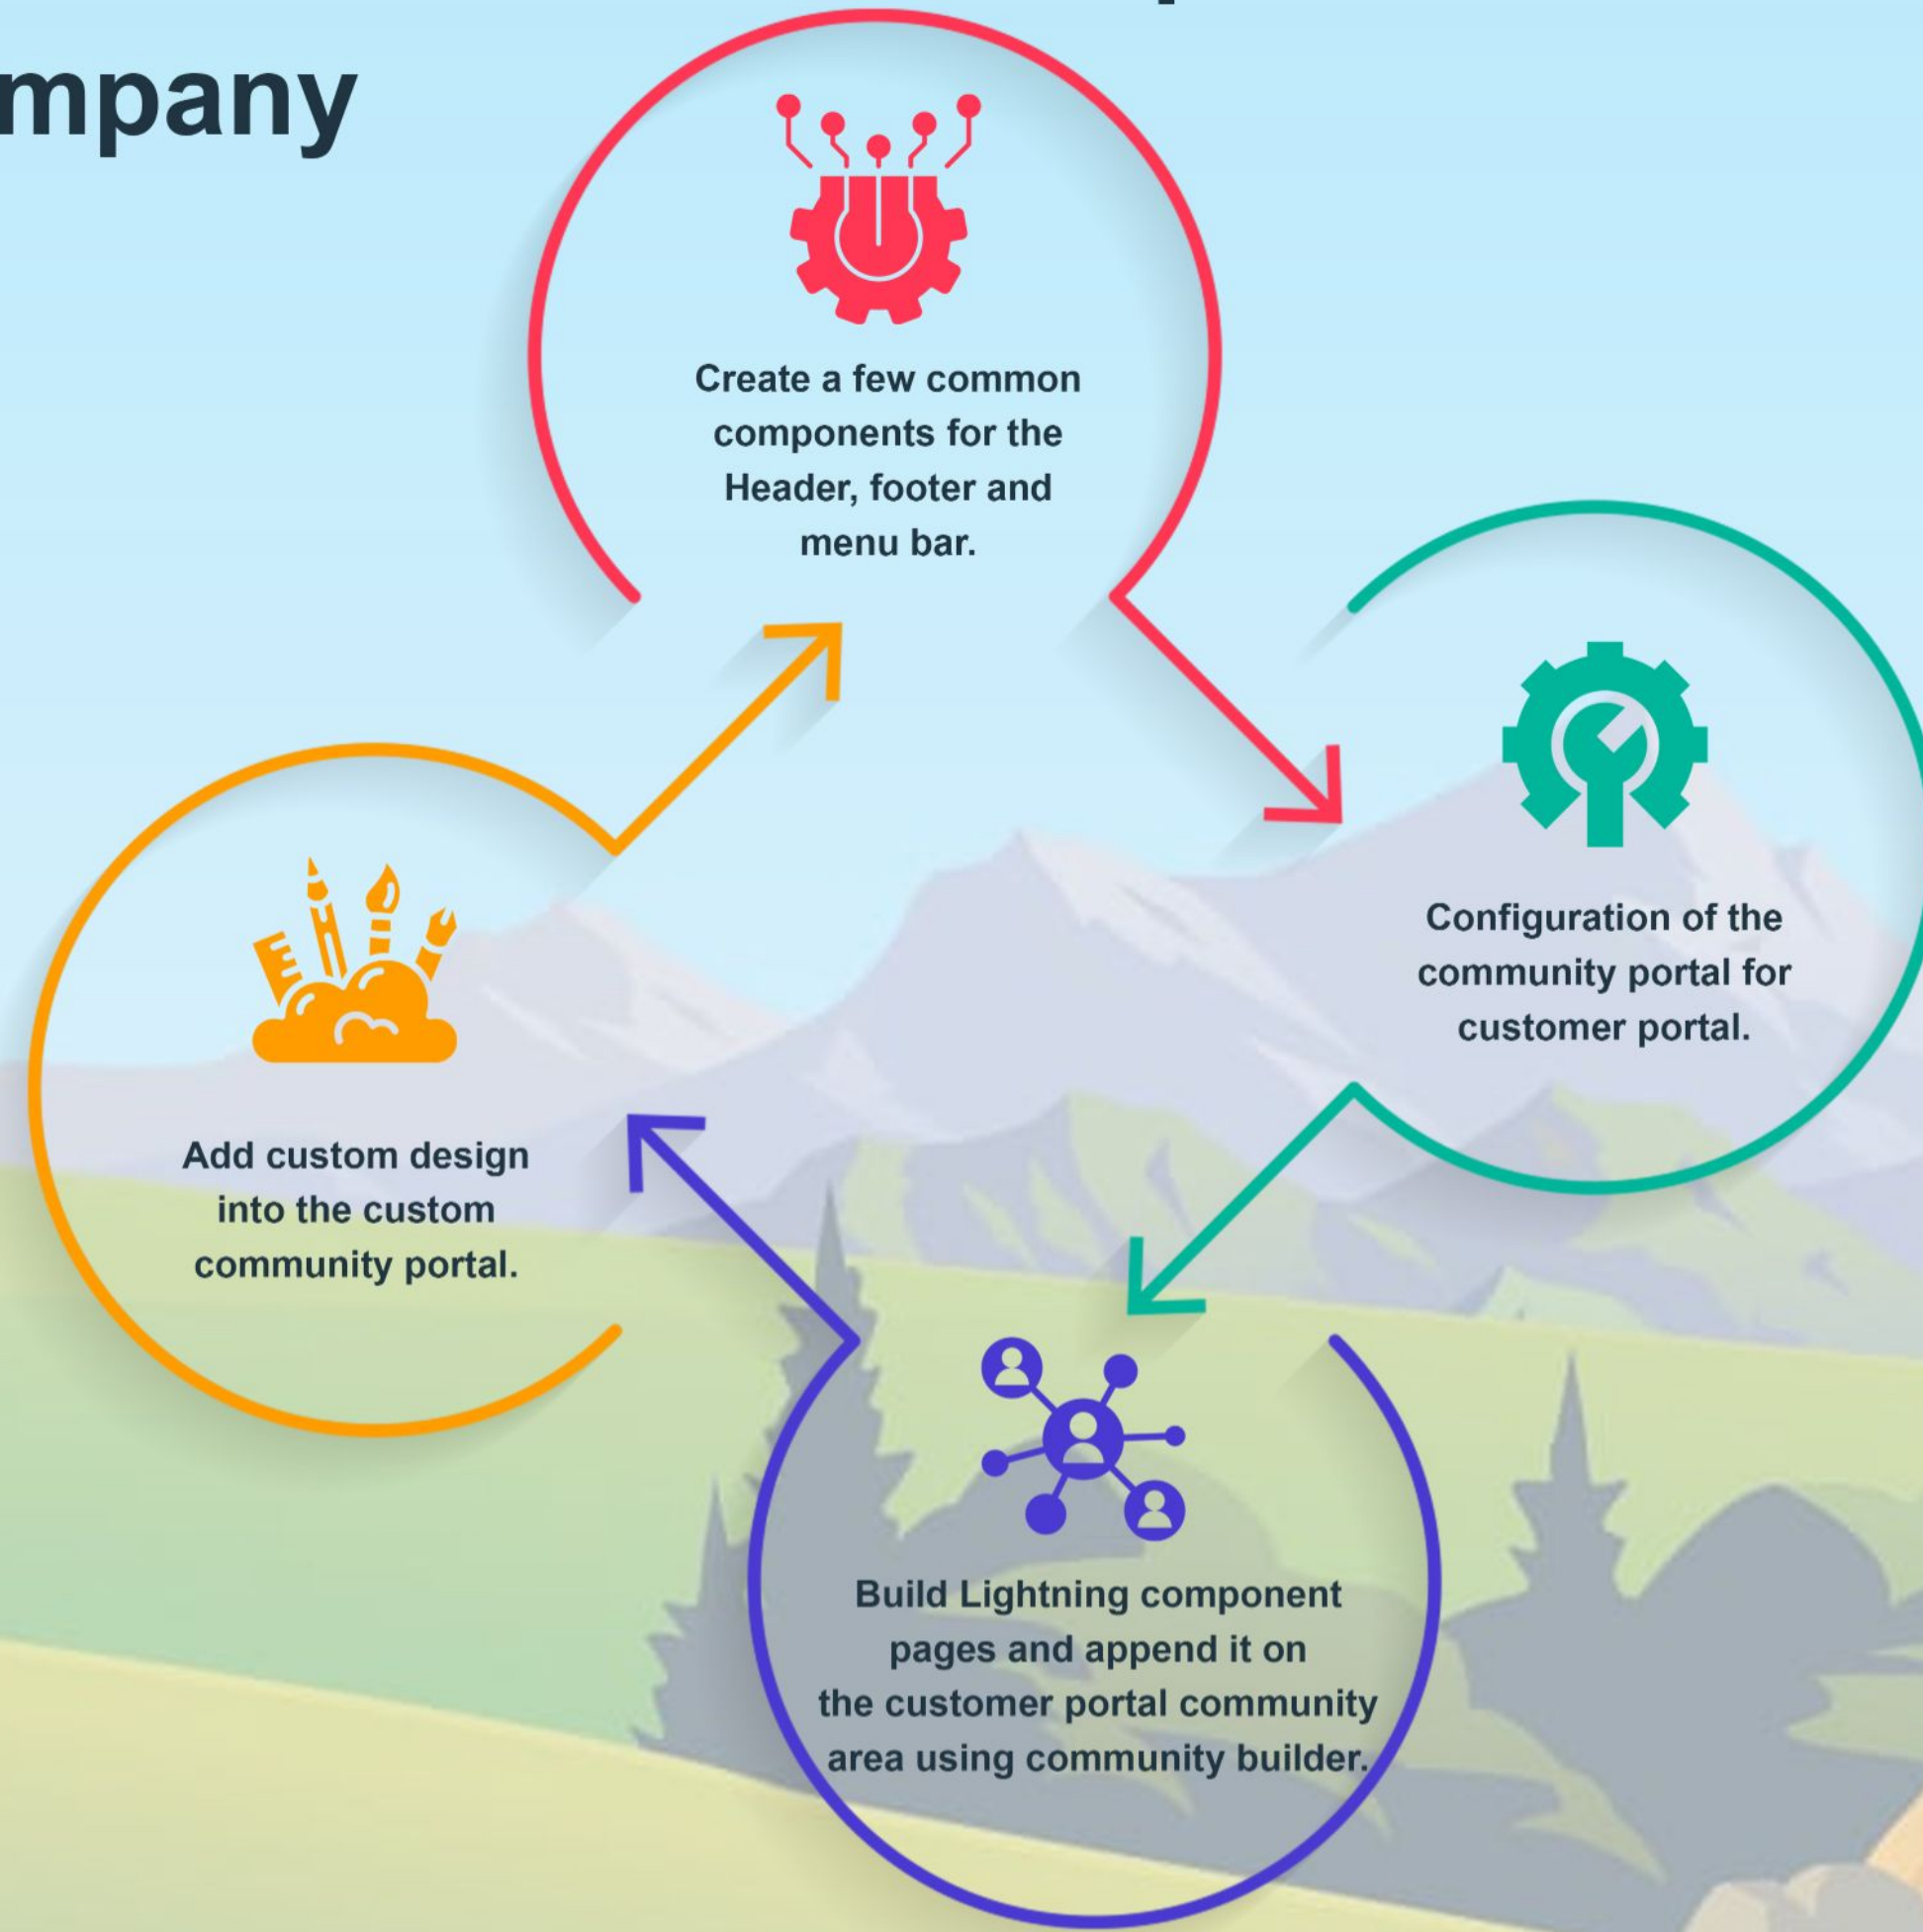 Create a few common
components for the
Header, footer and
menu bar.
Configuration of the
community portal for
customer portal.
Add custom design
into the custom
community portal.
Build Lightning component
pages and append it on
the customer portal community
area using community builder.